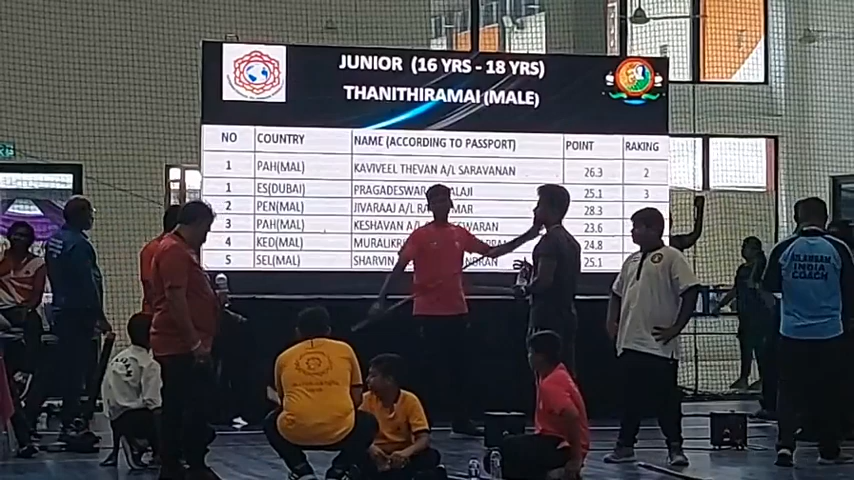 JUNIOR (16 YRS - 18 YRS)
THANITHIRAMAI (MALE)
NO COUNTRY NAME (ACCORDING TO PASSPORT) POINT RAKING
1 PAH(MAL) KAVIVEEL THEVAN A/L SARAVANAN 26.3 2
1 ES(DUBAI) PRAGADESWAR 25.1 3
2 PEN(MAL) JIVARAAJ A/L 28.3
3 PAH(MAL) KESHAVAN A/L 23.6
4 KED(MAL) 24.8
5 SEL(MAL) 25.1
SILAMBAM
INDIA
COACH